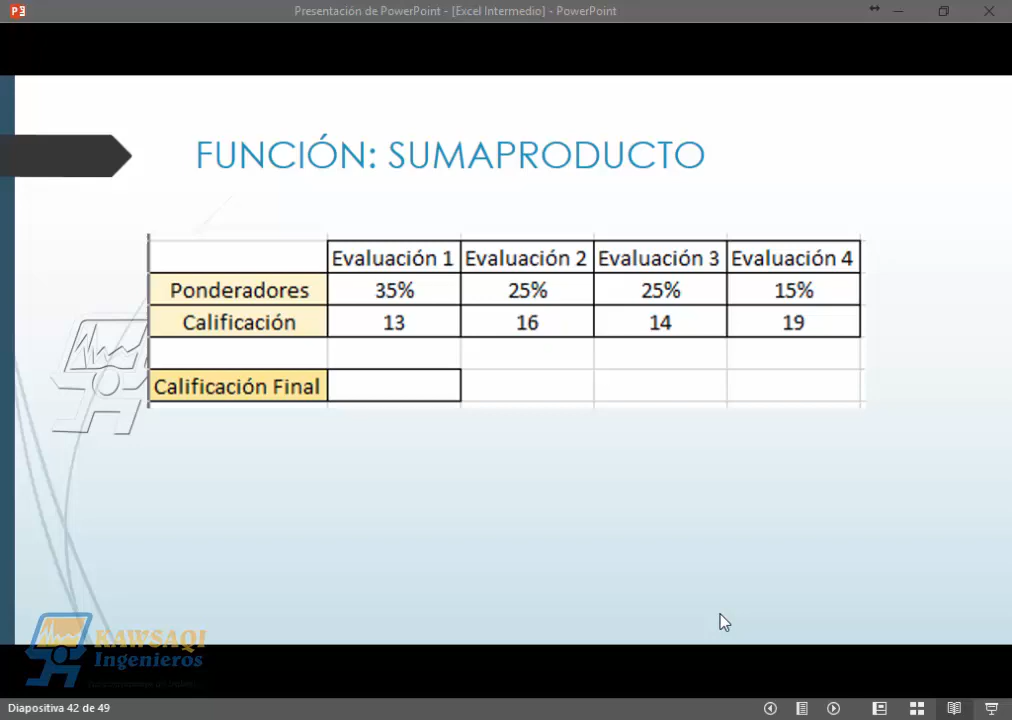 Presentación de PowerPoint - [Excel Intermedio] - PowerPoint
FUNCIÓN: SUMAPRODUCTO
Evaluación 1 Evaluación 2 Evaluación 3 Evaluación 4
Ponderadores 35% 25% 25% 15%
Calificación 13 16 14 19
Calificación Final
KAWSAQI
Ingenieros
Diapositiva 42 de 49